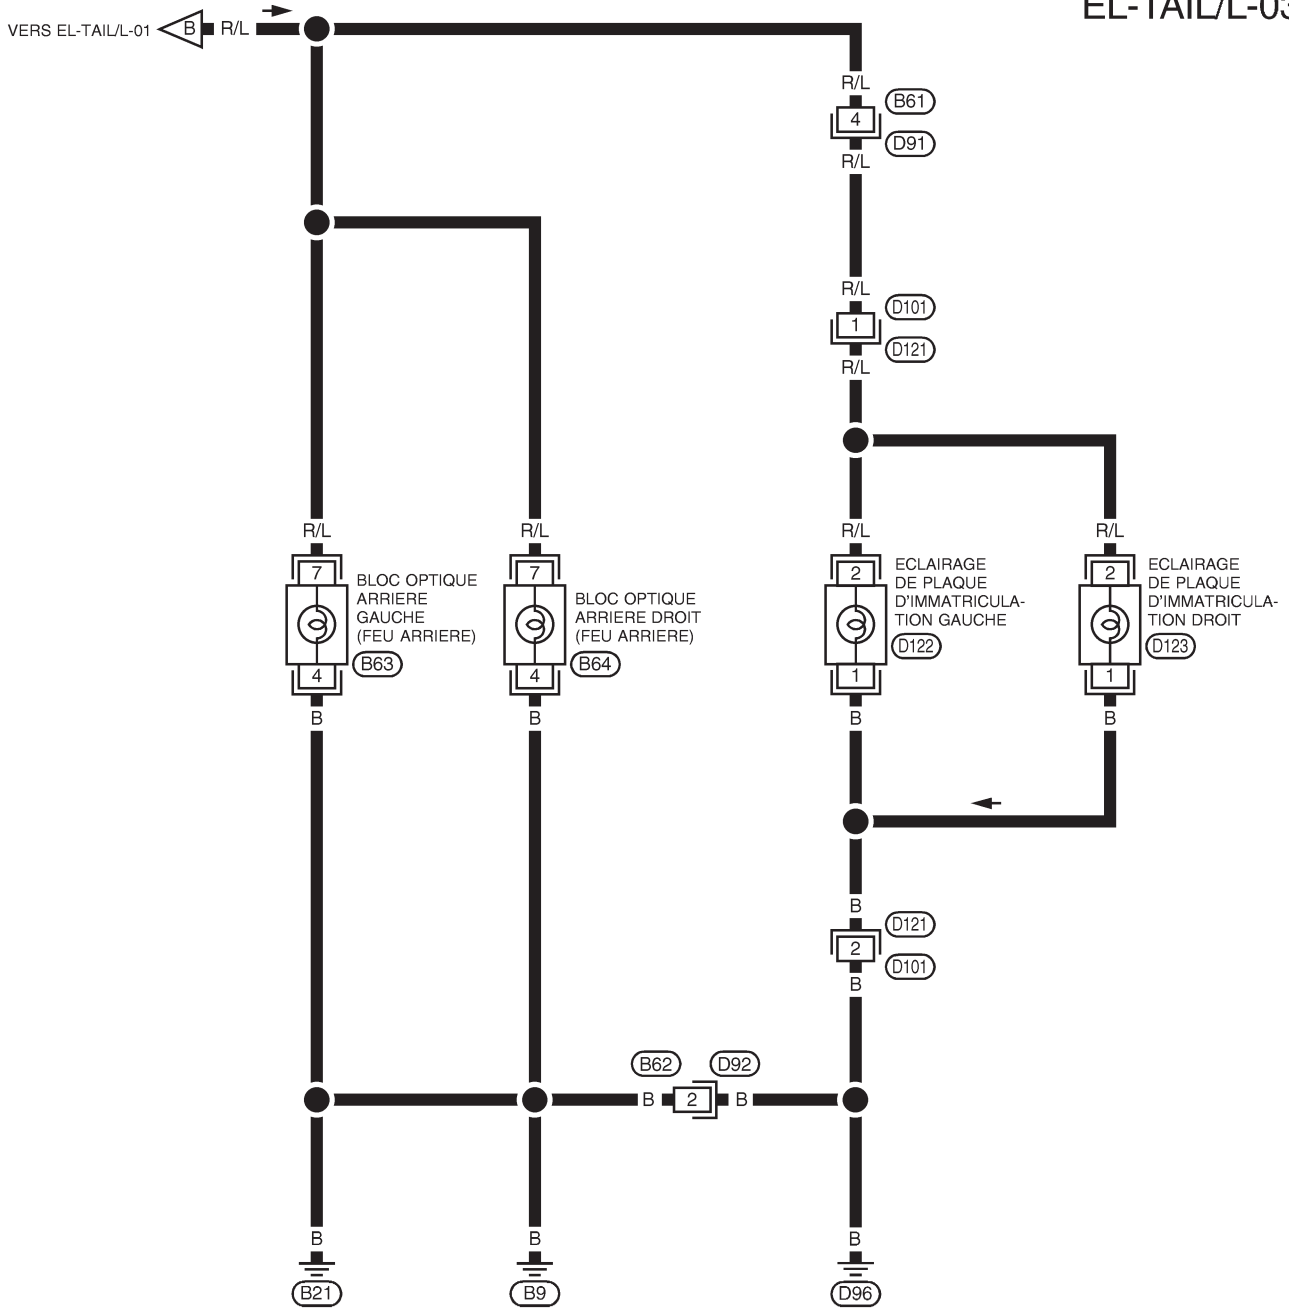 EL-TAIL/L-03
VERS EL-TAIL/L-01
B
R/L
R/L
B61
4
D91
R/L
R/L
D101
1
D121
R/L
R/L
R/L
R/L
R/L
7
BLOC OPTIQUE
ARRIERE
GAUCHE
(FEU ARRIERE)
B63
4
B
7
BLOC OPTIQUE
ARRIERE DROIT
(FEU ARRIERE)
B64
4
B
2
ECLAIRAGE
DE PLAQUE
D'IMMATRICULA-
TION GAUCHE
D122
1
B
2
ECLAIRAGE
DE PLAQUE
D'IMMATRICULA-
TION DROIT
D123
1
B
B
D121
2
D101
B
B62
D92
B
2
B
B
B
B
B21
B9
D96